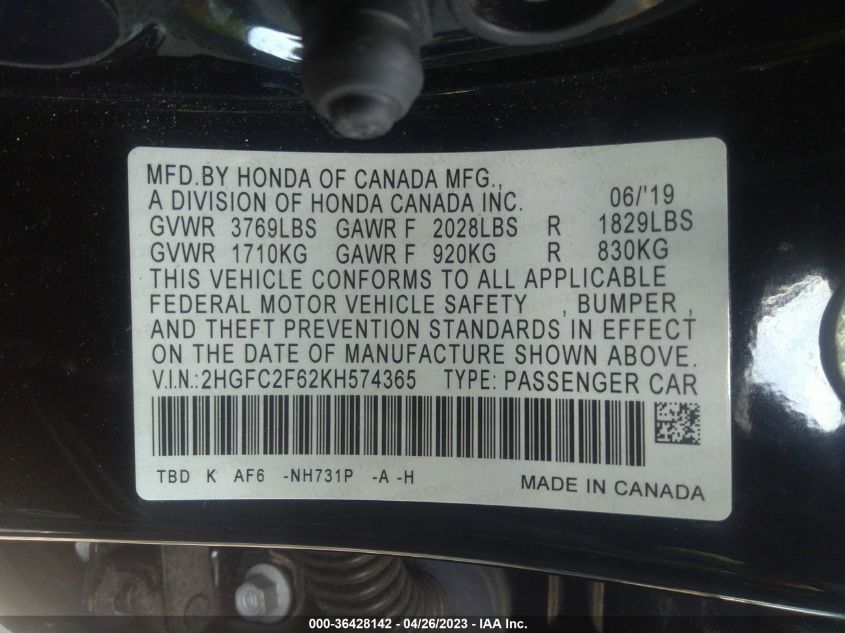 MFD.BY HONDA OF CANADA MFG.,
A DIVISION OF HONDA CANADA INC. 06/'19
GVWR 3769LBS GAWR F 2028LBS R 1829LBS
GVWR 1710KG GAWR F 920KG R 830KG
THIS VEHICLE CONFORMS TO ALL APPLICABLE
FEDERAL MOTOR VEHICLE SAFETY , BUMPER ,
AND THEFT PREVENTION STANDARDS IN EFFECT
ON THE DATE OF MANUFACTURE SHOWN ABOVE.
V.I.N.:2HGFC2F62KH574365 TYPE: PASSENGER CAR
TBD K AF6 -NH731P -A -H MADE IN CANADA
000-36428142 - 04/26/2023 - IAA Inc.